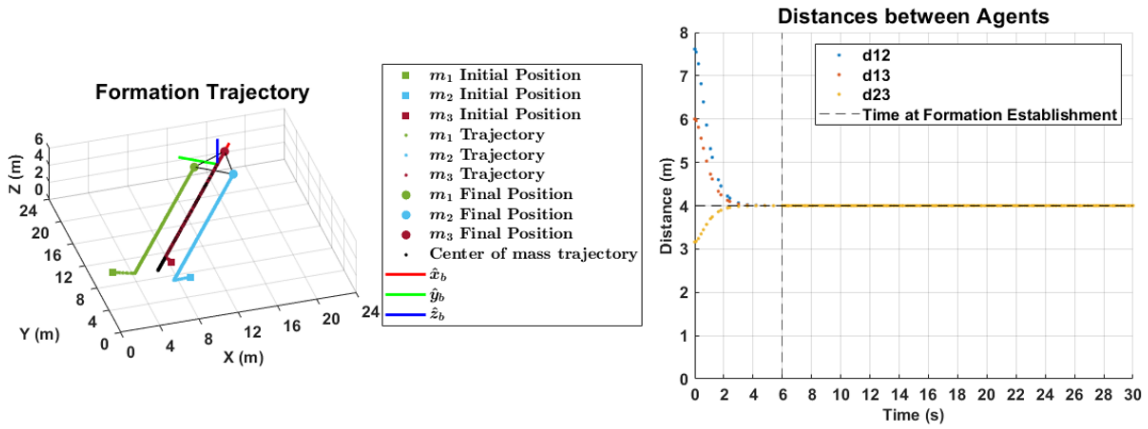 Formation Trajectory
Z (m)
6
4
2
0
24
20
16
12
8
4
0
Y (m)
0
4
8
12
16
20
24
X (m)
m₁ Initial Position
m₂ Initial Position
m₃ Initial Position
m₁ Trajectory
m₂ Trajectory
m₃ Trajectory
m₁ Final Position
m₂ Final Position
m₃ Final Position
Center of mass trajectory
x̂_b
ŷ_b
ẑ_b
Distances between Agents
Distance (m)
8
7
6
5
4
3
2
1
0
d12
d13
d23
Time at Formation Establishment
0 2 4 6 8 10 12 14 16 18 20 22 24 26 28 30
Time (s)